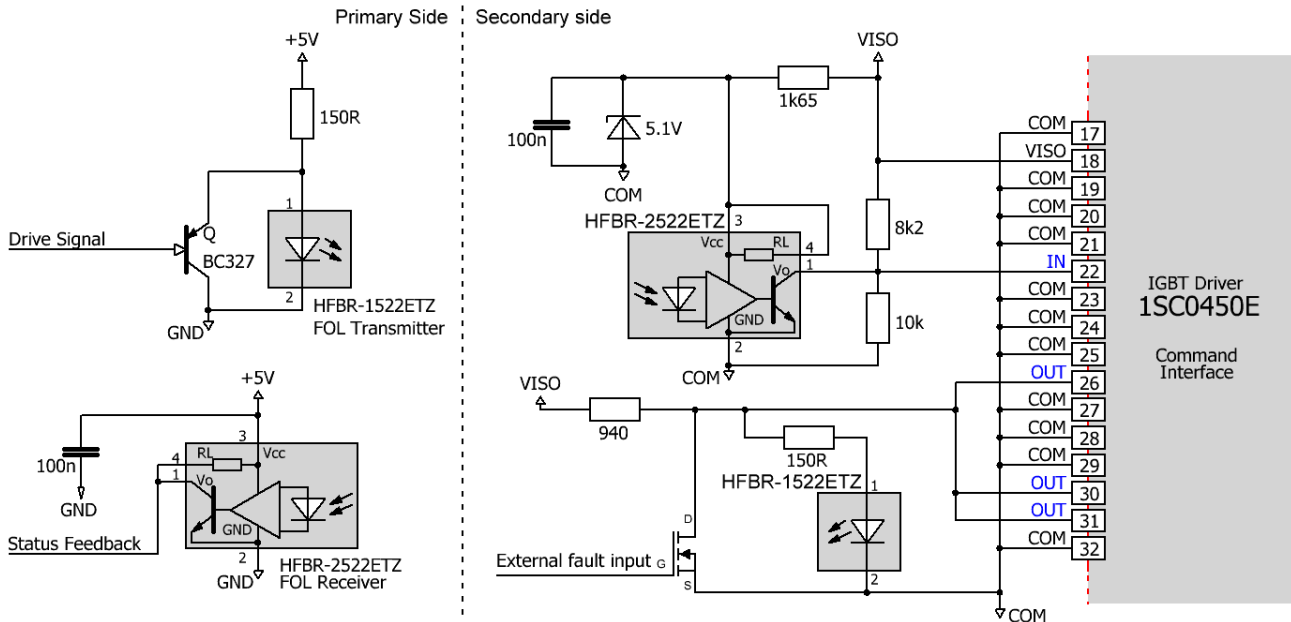 Primary Side
Secondary side
+5V
150R
1
2
Drive Signal
Q
BC327
GND
HFBR-1522ETZ
FOL Transmitter
+5V
100n
GND
3
Vcc
RL
4
1
Vo
GND
2
GND
Status Feedback
HFBR-2522ETZ
FOL Receiver
VISO
1k65
100n
5.1V
COM
HFBR-2522ETZ
3
Vcc
RL
4
Vo
1
GND
2
COM
8k2
10k
VISO
940
150R
HFBR-1522ETZ
1
2
D
G
S
External fault input
COM
COM 17
VISO 18
COM 19
COM 20
COM 21
IN 22
COM 23
COM 24
COM 25
OUT 26
COM 27
COM 28
COM 29
OUT 30
OUT 31
COM 32
IGBT Driver
1SC0450E
Command
Interface